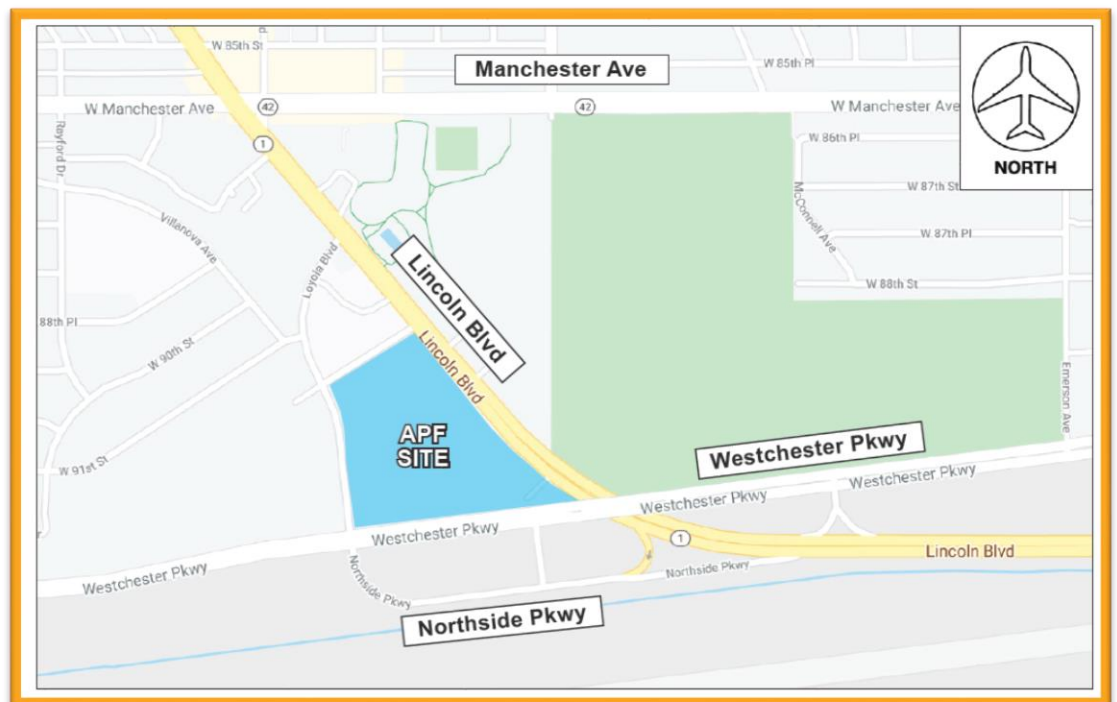 W 85th St
Manchester Ave
W 85th Pl
W Manchester Ave
42
42
W Manchester Ave
NORTH
1
Rayford Dr
W 86th Pl
W 87th St
McConnell Ave
W 87th Pl
Villanova Ave
Loyola Blvd
Lincoln Blvd
W 88th St
88th Pl
W 90th St
Lincoln Blvd
Emerson Ave
APF
SITE
W 91st St
Westchester Pkwy
Westchester Pkwy
Westchester Pkwy
Westchester Pkwy
Westchester Pkwy
1
Lincoln Blvd
Northside Pkwy
Northside Pkwy
Northside Pkwy